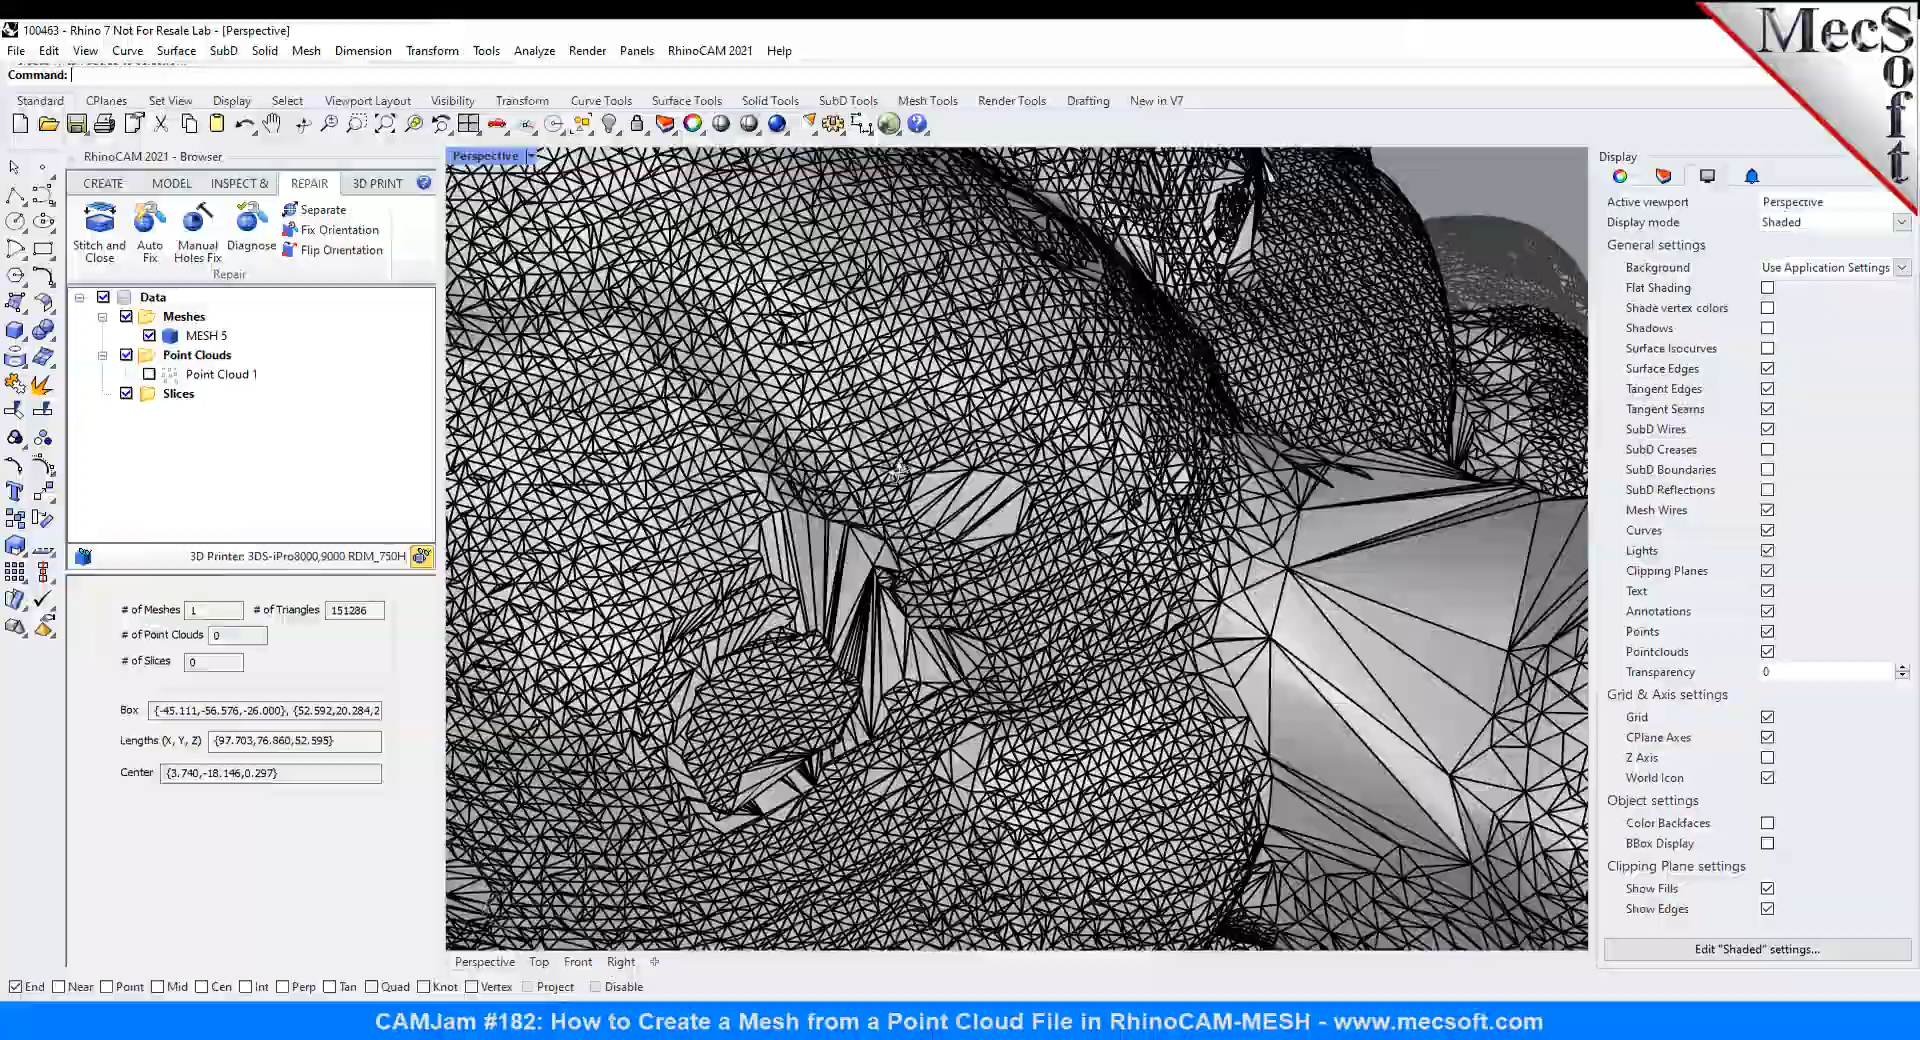 100463 - Rhino 7 Not For Resale Lab - [Perspective]
MecSoft
File Edit View Curve Surface SubD Solid Mesh Dimension Transform Tools Analyze Render Panels RhinoCAM 2021 Help
Command:
Standard CPlanes Set View Display Select Viewport Layout Visibility Transform Curve Tools Surface Tools Solid Tools SubD Tools Mesh Tools Render Tools Drafting New in V7
RhinoCAM 2021 - Browser
CREATE MODEL INSPECT & REPAIR 3D PRINT
Stitch and Close
Auto Fix
Manual Holes Fix
Diagnose
Separate
Fix Orientation
Flip Orientation
Repair
Data
Meshes
MESH 5
Point Clouds
Point Cloud 1
Slices
3D Printer: 3DS-iPro8000,9000 RDM_750H
# of Meshes 1 # of Triangles 151286
# of Point Clouds 0
# of Slices 0
Box {-45.111,-56.576,-26.000}, {52.592,20.284,2
Lengths (X, Y, Z) {97.703,76.860,52.595}
Center {3.740,-18.146,0.297}
Perspective
Display
Active viewport Perspective
Display mode Shaded
General settings
Background Use Application Settings
Flat Shading
Shade vertex colors
Shadows
Surface Isocurves
Surface Edges
Tangent Edges
Tangent Seams
SubD Wires
SubD Creases
SubD Boundaries
SubD Reflections
Mesh Wires
Curves
Lights
Clipping Planes
Text
Annotations
Points
Pointclouds
Transparency 0
Grid & Axis settings
Grid
CPlane Axes
Z Axis
World Icon
Object settings
Color Backfaces
BBox Display
Clipping Plane settings
Show Fills
Show Edges
Edit "Shaded" settings...
Perspective Top Front Right
End Near Point Mid Cen Int Perp Tan Quad Knot Vertex Project Disable
CAMJam #182: How to Create a Mesh from a Point Cloud File in RhinoCAM-MESH - www.mecsoft.com